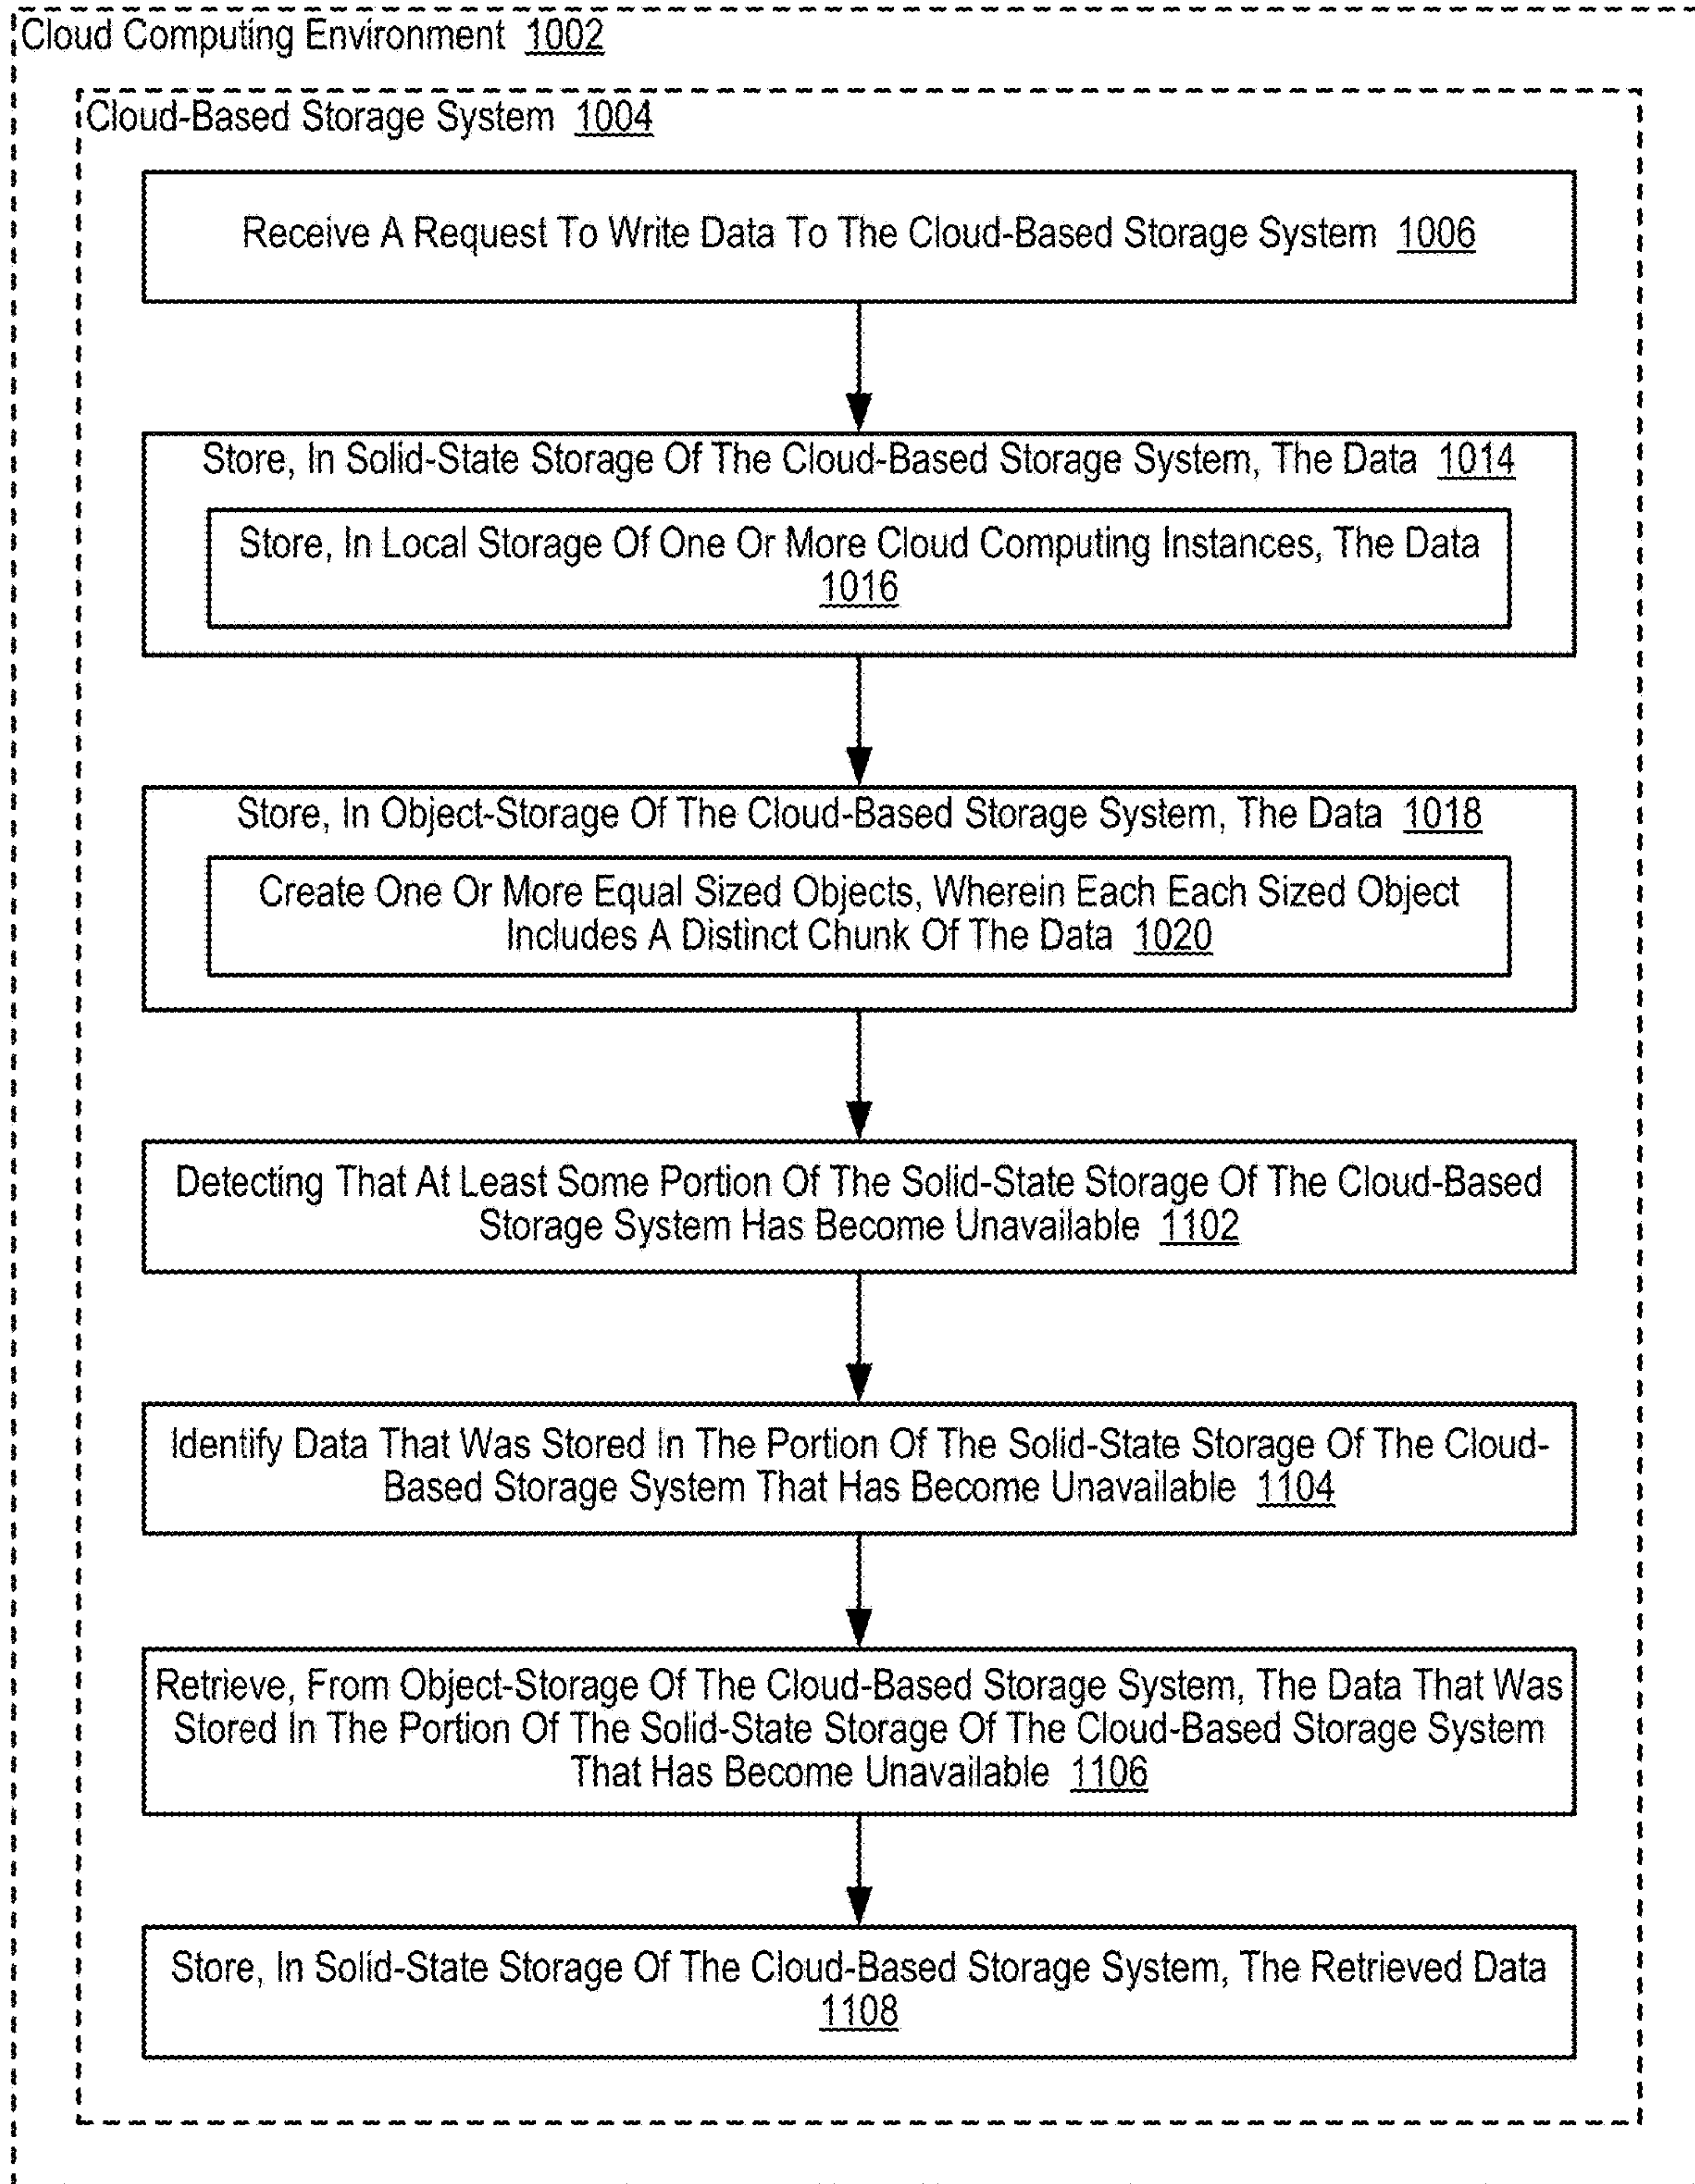 Cloud Computing Environment 1002
Cloud-Based Storage System 1004
Receive A Request To Write Data To The Cloud-Based Storage System 1006
Store, In Solid-State Storage Of The Cloud-Based Storage System, The Data 1014
Store, In Local Storage Of One Or More Cloud Computing Instances, The Data
1016
Store, In Object-Storage Of The Cloud-Based Storage System, The Data 1018
Create One Or More Equal Sized Objects, Wherein Each Each Sized Object
Includes A Distinct Chunk Of The Data 1020
Detecting That At Least Some Portion Of The Solid-State Storage Of The Cloud-Based
Storage System Has Become Unavailable 1102
Identify Data That Was Stored In The Portion Of The Solid-State Storage Of The Cloud-
Based Storage System That Has Become Unavailable 1104
Retrieve, From Object-Storage Of The Cloud-Based Storage System, The Data That Was
Stored In The Portion Of The Solid-State Storage Of The Cloud-Based Storage System
That Has Become Unavailable 1106
Store, In Solid-State Storage Of The Cloud-Based Storage System, The Retrieved Data
1108